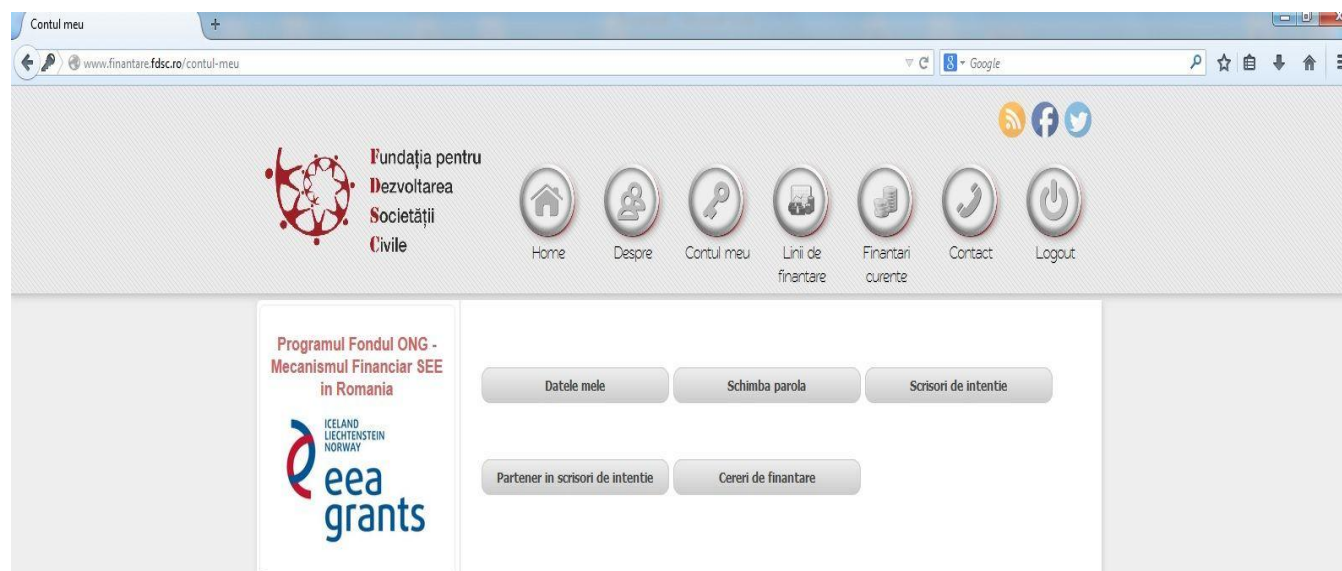 Contul meu
www.finantare.fdsc.ro/contul-meu
Google
Fundația pentru
Dezvoltarea
Societății
Civile
Home
Despre
Contul meu
Linii de
finantare
Finantari
curente
Contact
Logout
Programul Fondul ONG -
Mecanismul Financiar SEE
in Romania
ICELAND
LIECHTENSTEIN
NORWAY
eea
grants
Datele mele
Schimba parola
Scrisori de intentie
Partener in scrisori de intentie
Cereri de finantare